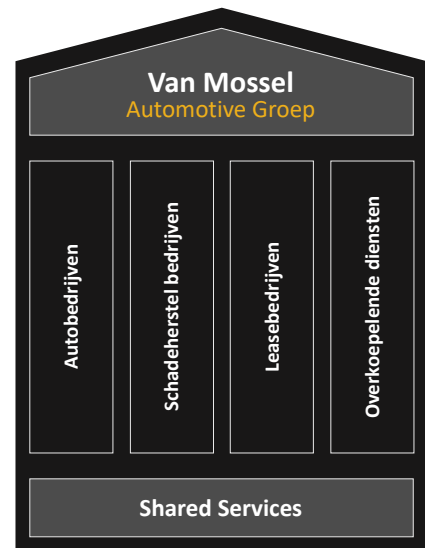 Van Mossel
Automotive Groep
Autobedrijven
Schadeherstel bedrijven
Leasebedrijven
Overkoepelende diensten
Shared Services